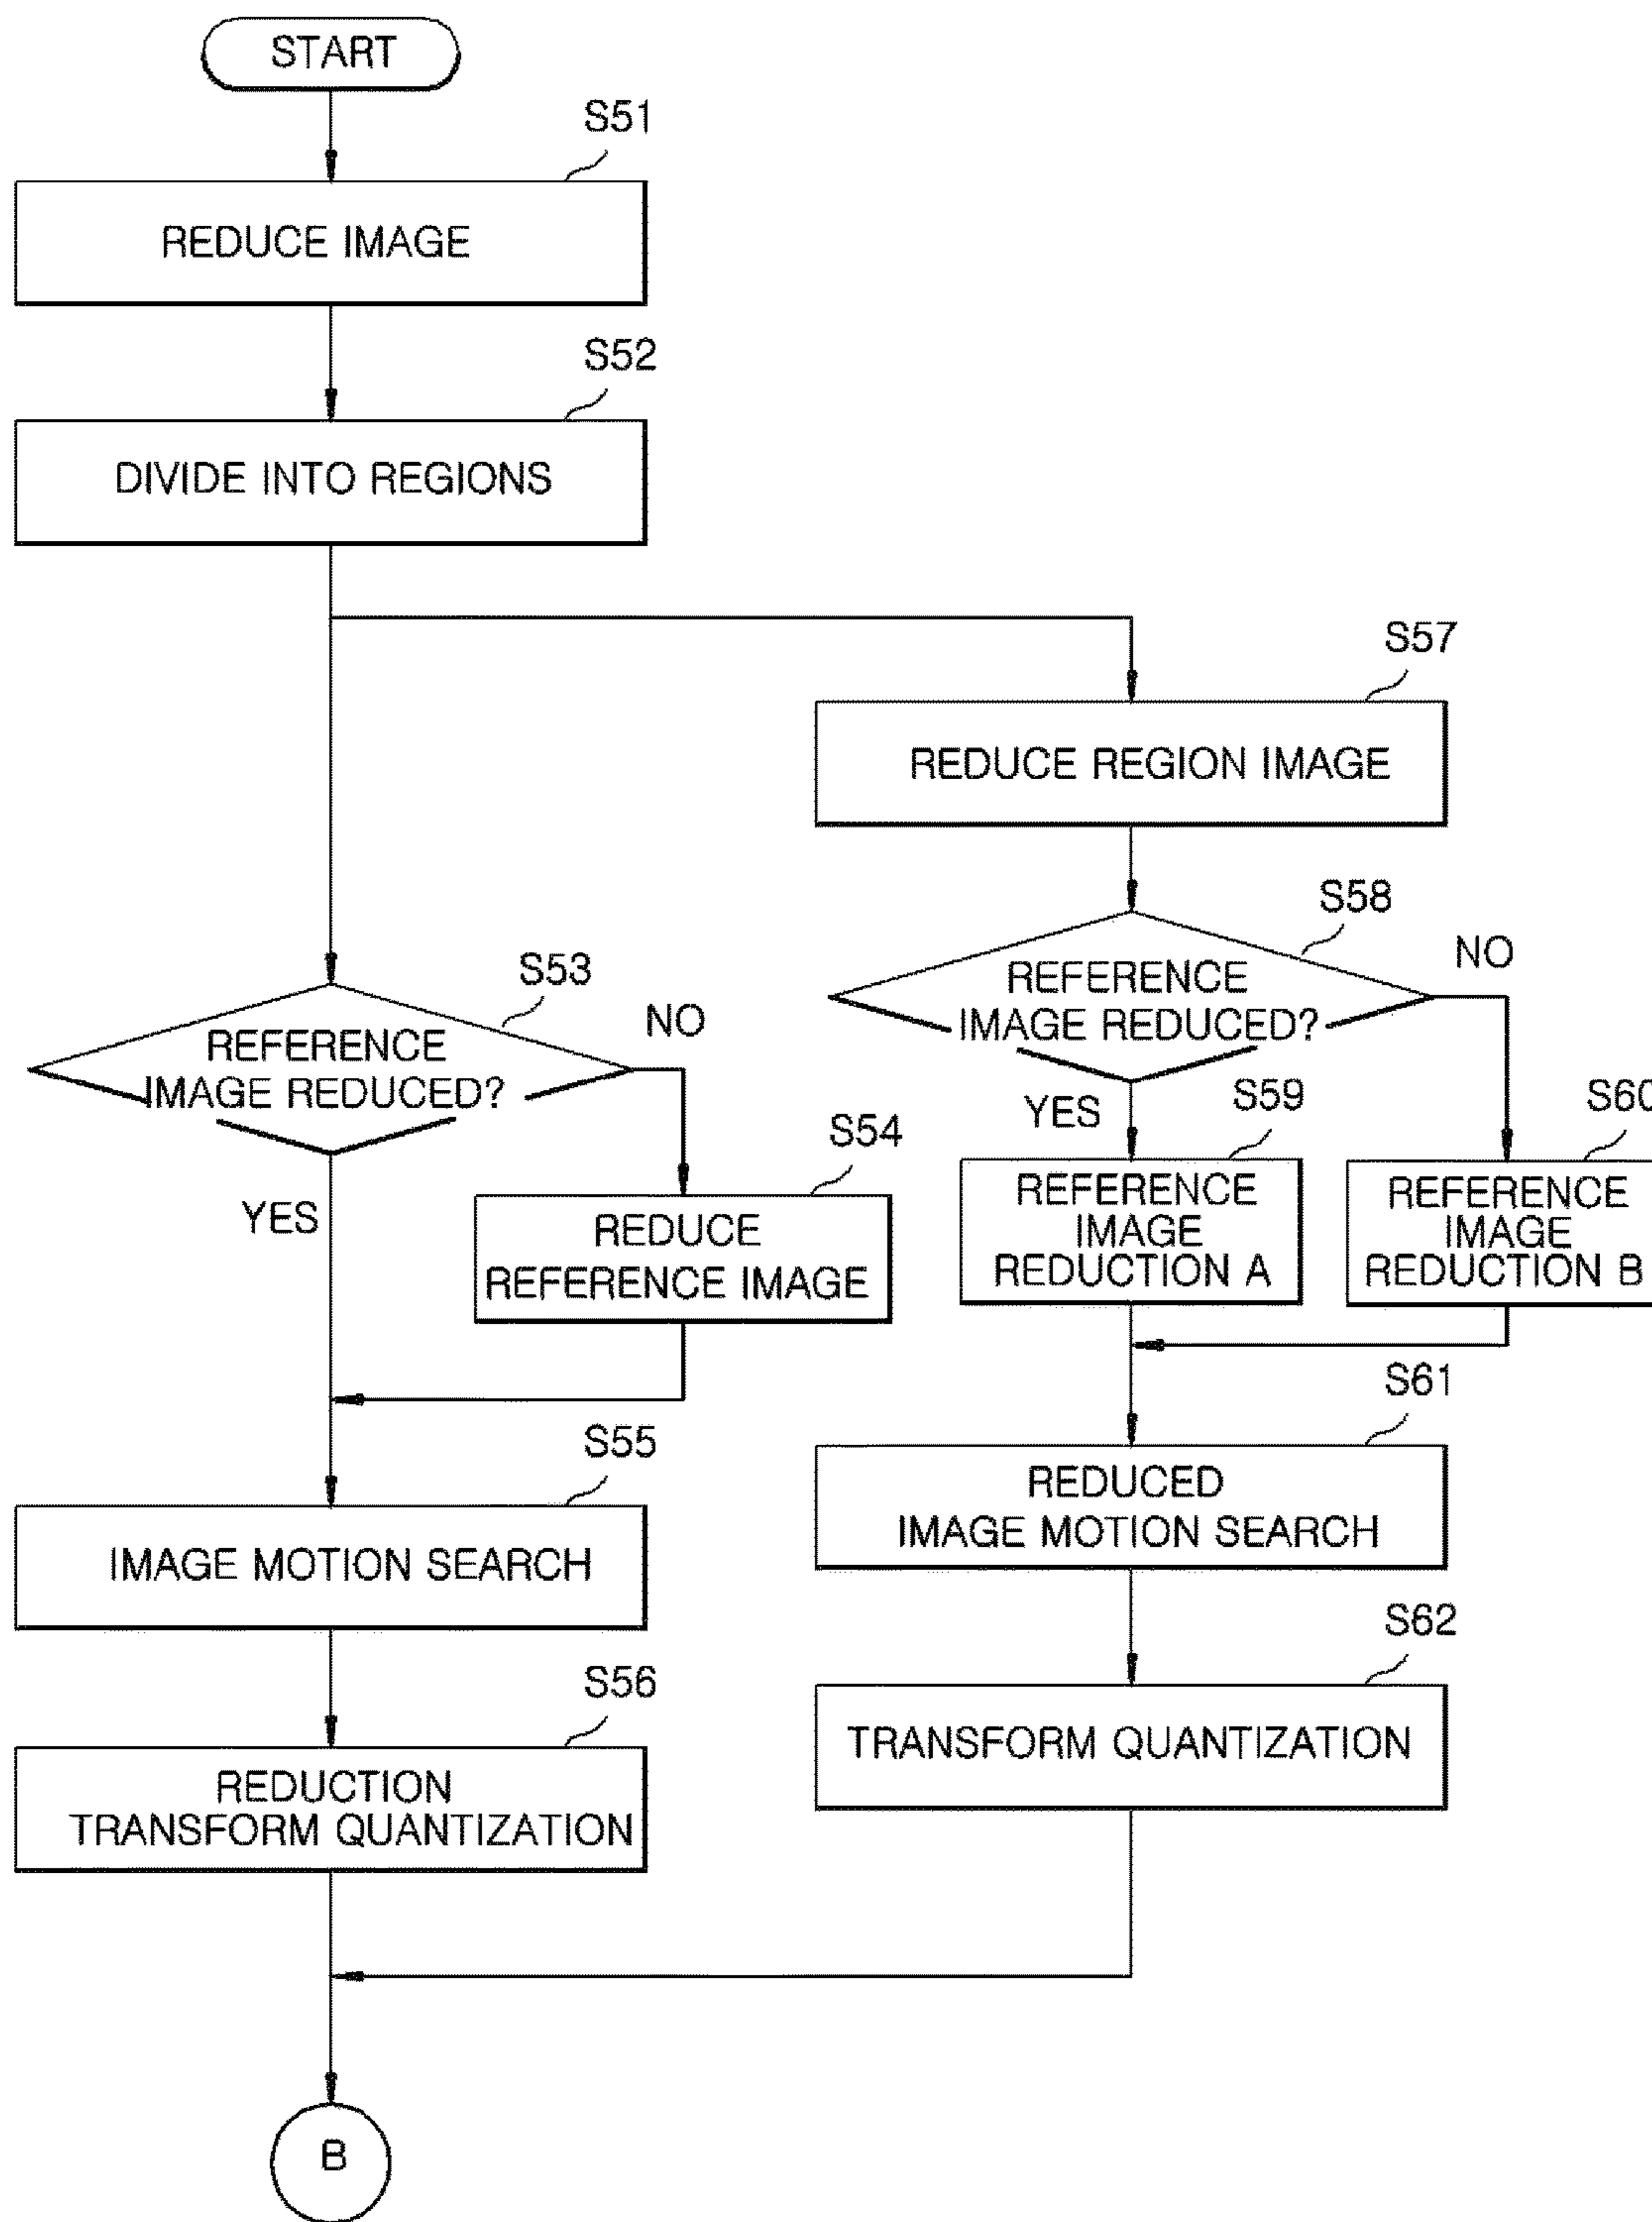 START
S51
REDUCE IMAGE
S52
DIVIDE INTO REGIONS
S57
REDUCE REGION IMAGE
S53
REFERENCE
IMAGE REDUCED?
NO
YES
S54
REDUCE
REFERENCE IMAGE
S58
REFERENCE
IMAGE REDUCED?
NO
YES
S59
REFERENCE
IMAGE
REDUCTION A
S60
REFERENCE
IMAGE
REDUCTION B
S55
IMAGE MOTION SEARCH
S56
REDUCTION
TRANSFORM QUANTIZATION
S61
REDUCED
IMAGE MOTION SEARCH
S62
TRANSFORM QUANTIZATION
B